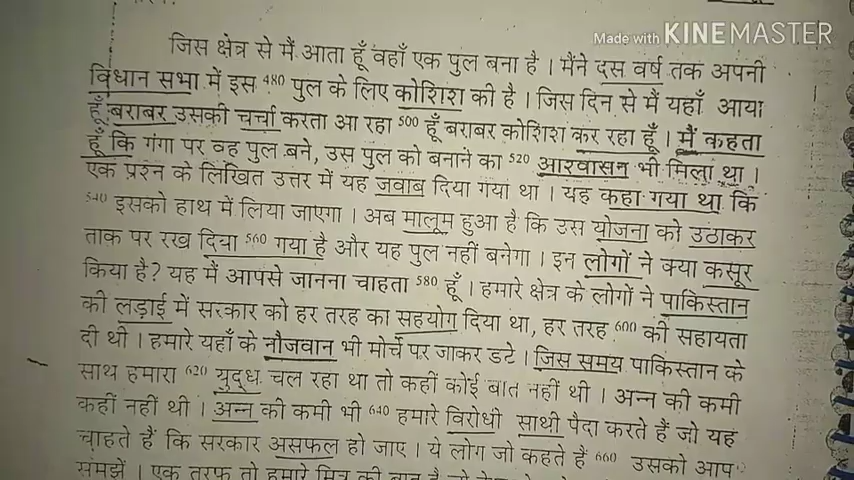 Made with KINEMASTER
जिस क्षेत्र से मैं आता हूँ वहाँ एक पुल बना है । मैंने दस वर्ष तक अपनी
विधान सभा में इस 480 पुल के लिए कोशिश की है । जिस दिन से मैं यहाँ आया
हूँ बराबर उसकी चर्चा करता आ रहा 500 हूँ बराबर कोशिश कर रहा हूँ । मैं कहता
हूँ कि गंगा पर वह पुल बने, उस पुल को बनाने का 520 आश्वासन भी मिला था ।
एक प्रश्न के लिखित उत्तर में यह जवाब दिया गया था । यह कहा गया था कि
540 इसको हाथ में लिया जाएगा । अब मालूम हुआ है कि उस योजना को उठाकर
ताक पर रख दिया 560 गया है और यह पुल नहीं बनेगा । इन लोगों ने क्या कसूर
किया है? यह मैं आपसे जानना चाहता 580 हूँ । हमारे क्षेत्र के लोगों ने पाकिस्तान
की लड़ाई में सरकार को हर तरह का सहयोग दिया था, हर तरह 600 की सहायता
दी थी । हमारे यहाँ के नौजवान भी मोर्चे पर जाकर डटे । जिस समय पाकिस्तान के
साथ हमारा 620 युद्ध चल रहा था तो कहीं कोई बात नहीं थी । अन्न की कमी
कहीं नहीं थी । अन्न की कमी भी 640 हमारे विरोधी साथी पैदा करते हैं जो यह
चाहते हैं कि सरकार असफल हो जाए । ये लोग जो कहते हैं 660 उसको आप
समझें । एक तरफ तो हमारे मित्र की बात है